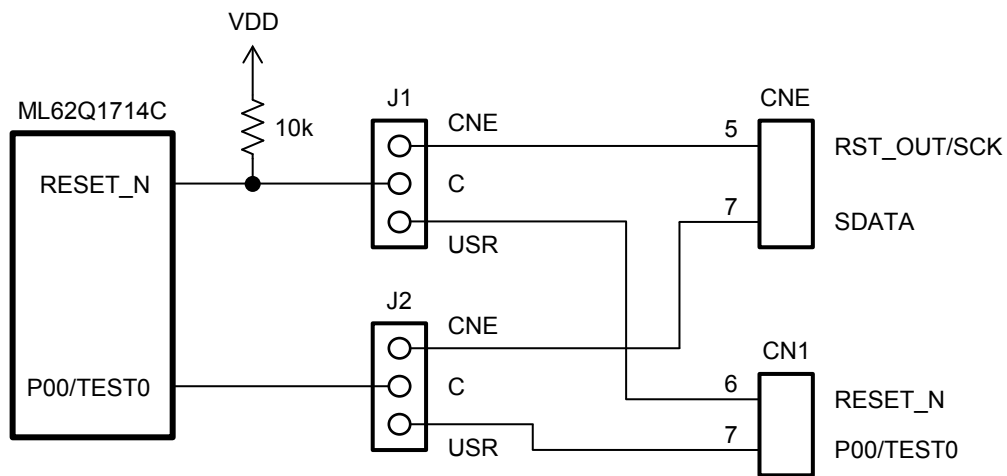 VDD
ML62Q1714C
10k
RESET_N
P00/TEST0
J1
CNE
C
USR
J2
CNE
C
USR
CNE
5
RST_OUT/SCK
7
SDATA
CN1
6
RESET_N
7
P00/TEST0